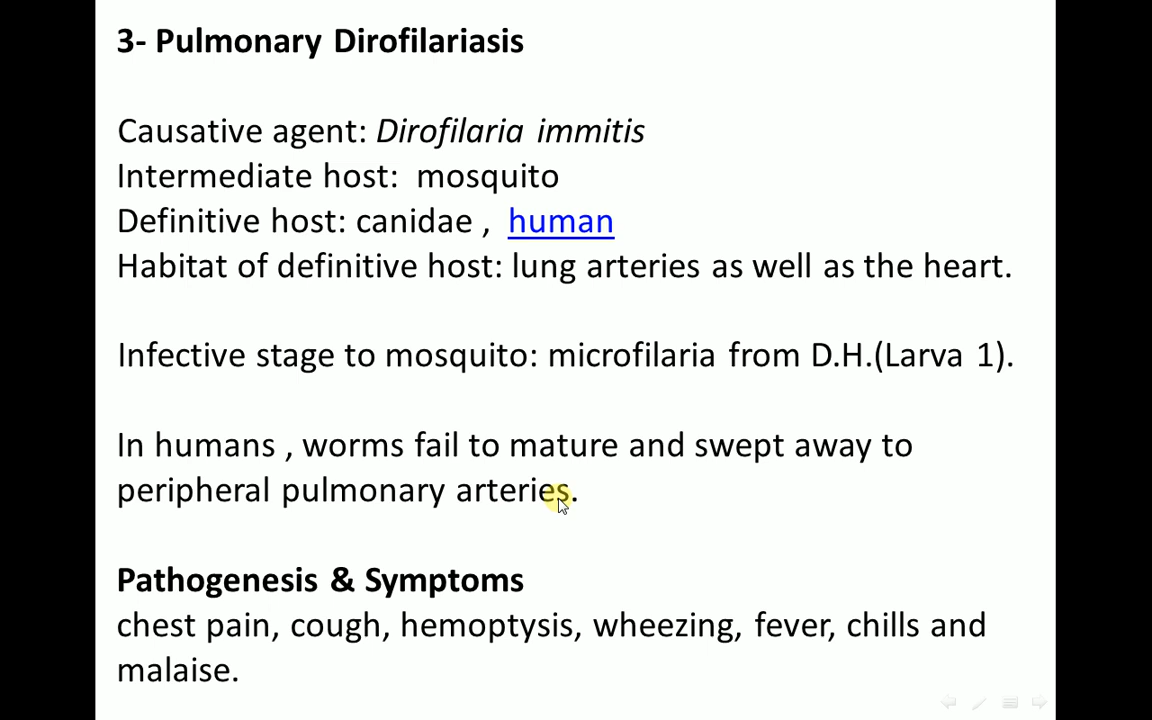 3- Pulmonary Dirofilariasis
Causative agent: Dirofilaria immitis
Intermediate host:  mosquito
Definitive host: canidae ,  human
Habitat of definitive host: lung arteries as well as the heart.
Infective stage to mosquito: microfilaria from D.H.(Larva 1).
In humans , worms fail to mature and swept away to
peripheral pulmonary arteries.
Pathogenesis & Symptoms
chest pain, cough, hemoptysis, wheezing, fever, chills and
malaise.